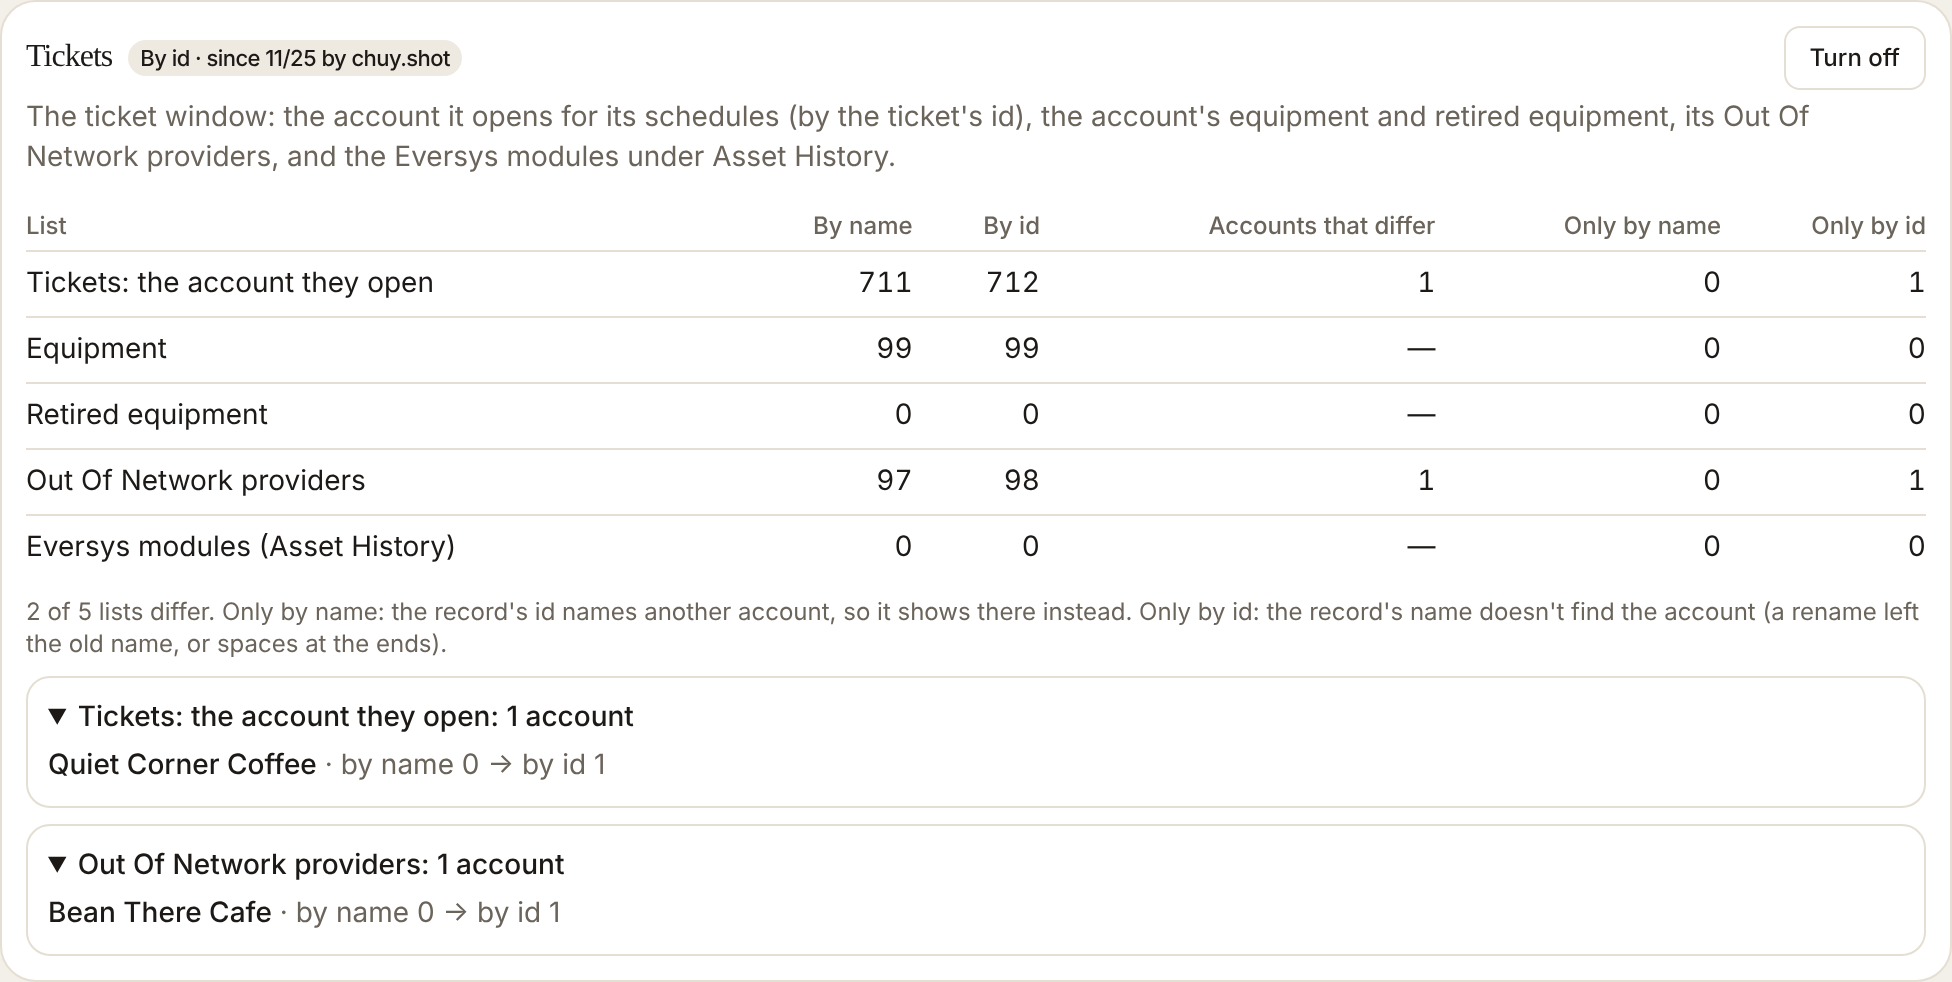 Tickets By id · since 11/25 by chuy.shot Turn off
The ticket window: the account it opens for its schedules (by the ticket's id), the account's equipment and retired equipment, its Out Of
Network providers, and the Eversys modules under Asset History.
List By name By id Accounts that differ Only by name Only by id
Tickets: the account they open 711 712 1 0 1
Equipment 99 99 — 0 0
Retired equipment 0 0 — 0 0
Out Of Network providers 97 98 1 0 1
Eversys modules (Asset History) 0 0 — 0 0
2 of 5 lists differ. Only by name: the record's id names another account, so it shows there instead. Only by id: the record's name doesn't find the account (a rename left
the old name, or spaces at the ends).
▼ Tickets: the account they open: 1 account
Quiet Corner Coffee · by name 0 → by id 1
▼ Out Of Network providers: 1 account
Bean There Cafe · by name 0 → by id 1